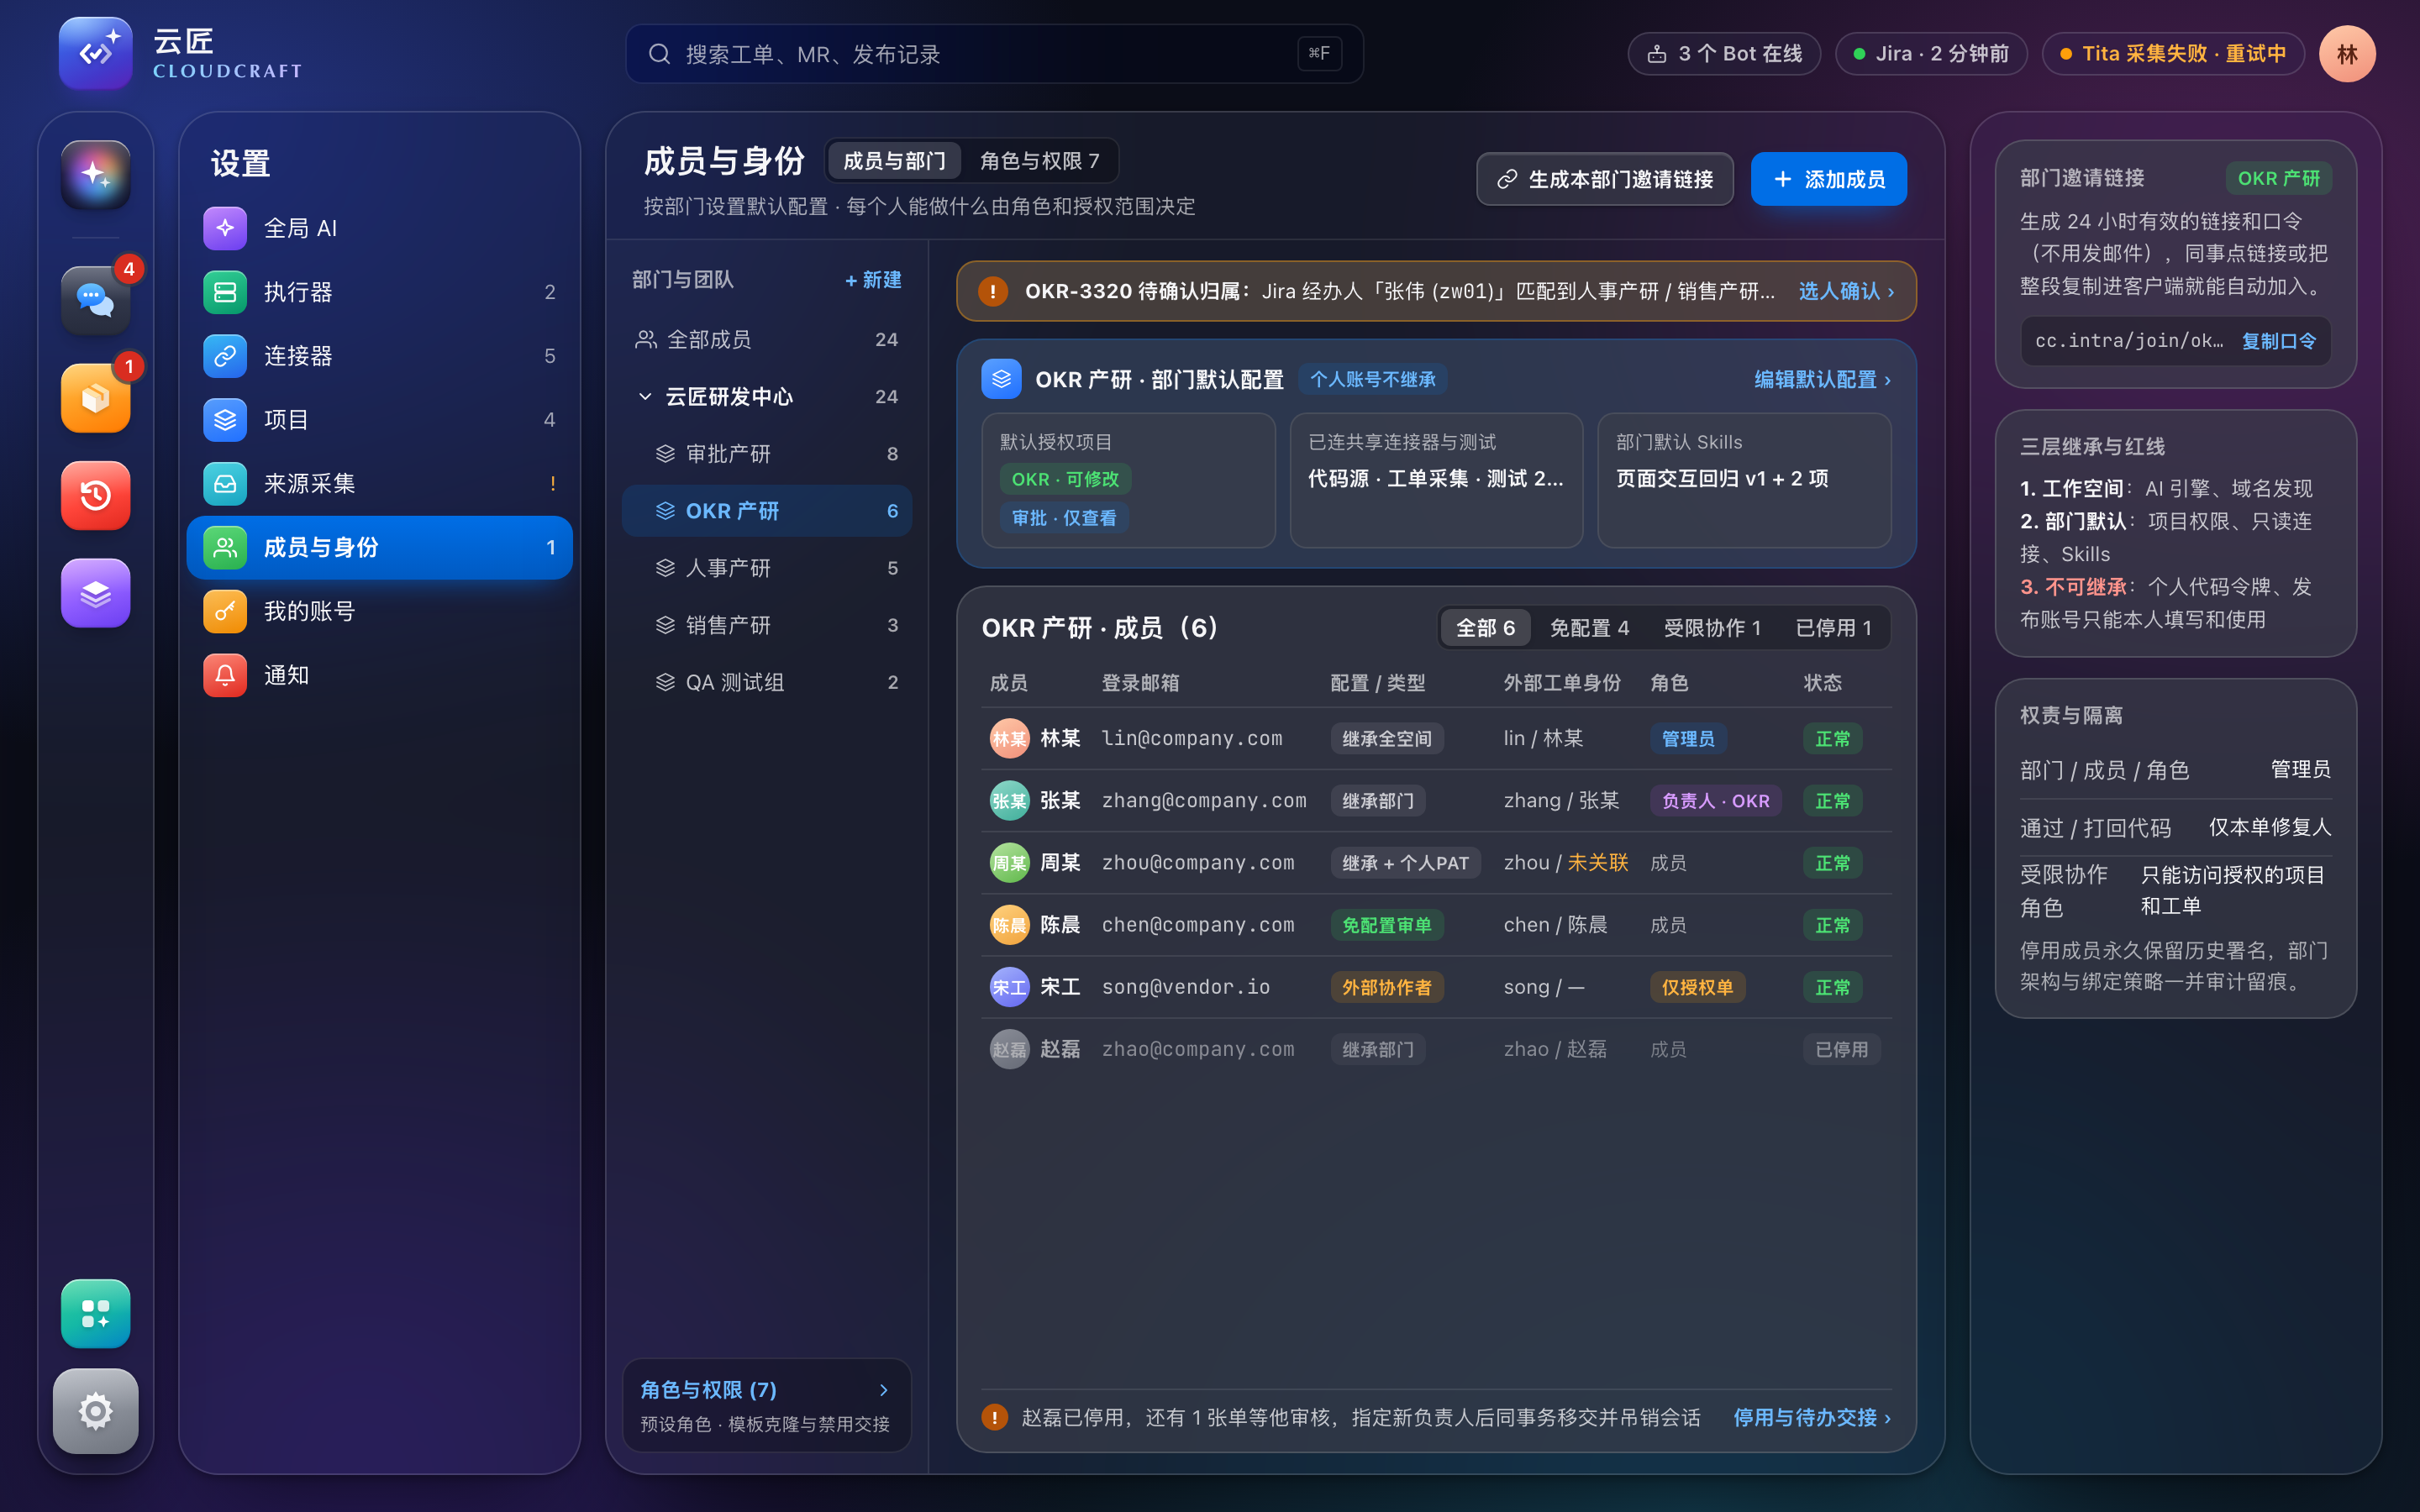 云匠
CLOUDCRAFT
搜索工单、MR、发布记录
⌘F
3 个 Bot 在线
Jira · 2 分钟前
Tita 采集失败 · 重试中
林
4
1
设置
全局 AI
执行器 2
连接器 5
项目 4
来源采集 !
成员与身份 1
我的账号
通知
成员与身份
成员与部门
角色与权限 7
按部门设置默认配置 · 每个人能做什么由角色和授权范围决定
生成本部门邀请链接
+ 添加成员
部门与团队
+ 新建
全部成员 24
云匠研发中心 24
审批产研 8
OKR 产研 6
人事产研 5
销售产研 3
QA 测试组 2
角色与权限 (7)
预设角色 · 模板克隆与禁用交接
! OKR-3320 待确认归属：Jira 经办人「张伟 (zw01)」匹配到人事产研 / 销售产研... 选人确认 ›
OKR 产研 · 部门默认配置
个人账号不继承
编辑默认配置 ›
默认授权项目
OKR · 可修改
审批 · 仅查看
已连共享连接器与测试
代码源 · 工单采集 · 测试 2...
部门默认 Skills
页面交互回归 v1 + 2 项
OKR 产研 · 成员（6）
全部 6 免配置 4 受限协作 1 已停用 1
成员 登录邮箱 配置 / 类型 外部工单身份 角色 状态
林某 林某 lin@company.com 继承全空间 lin / 林某 管理员 正常
张某 张某 zhang@company.com 继承部门 zhang / 张某 负责人 · OKR 正常
周某 周某 zhou@company.com 继承 + 个人PAT zhou / 未关联 成员 正常
陈晨 陈晨 chen@company.com 免配置审单 chen / 陈晨 成员 正常
宋工 宋工 song@vendor.io 外部协作者 song / — 仅授权单 正常
赵磊 赵磊 zhao@company.com 继承部门 zhao / 赵磊 成员 已停用
! 赵磊已停用，还有 1 张单等他审核，指定新负责人后同事务移交并吊销会话 停用与待办交接 ›
部门邀请链接
OKR 产研
生成 24 小时有效的链接和口令
（不用发邮件），同事点链接或把
整段复制进客户端就能自动加入。
cc.intra/join/ok… 复制口令
三层继承与红线
1. 工作空间：AI 引擎、域名发现
2. 部门默认：项目权限、只读连
接、Skills
3. 不可继承：个人代码令牌、发
布账号只能本人填写和使用
权责与隔离
部门 / 成员 / 角色 管理员
通过 / 打回代码 仅本单修复人
受限协作 只能访问授权的项目
角色 和工单
停用成员永久保留历史署名，部门
架构与绑定策略一并审计留痕。